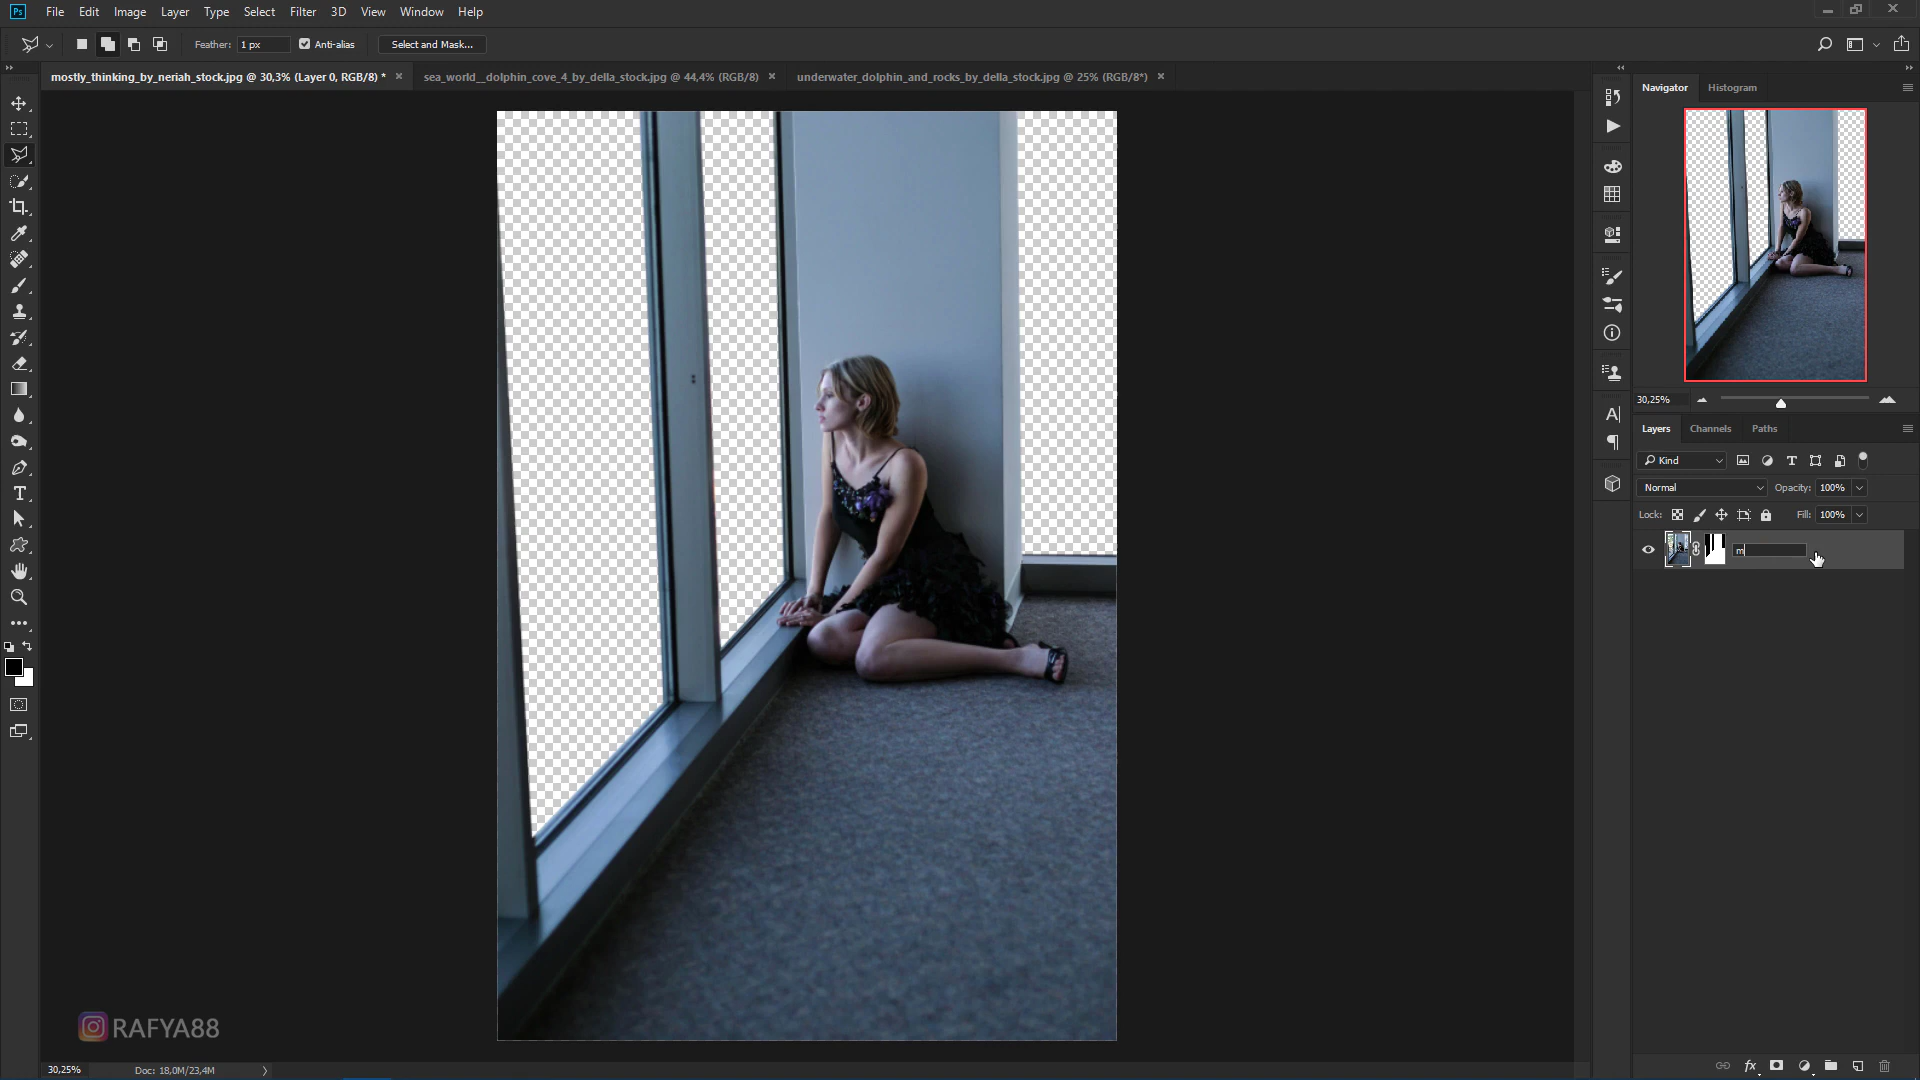 Ps File Edit Image Layer Type Select Filter 3D View Window Help
Feather: 1 px Anti-alias Select and Mask...
mostly_thinking_by_neriah_stock.jpg @ 30,3% (Layer 0, RGB/8) * × sea_world__dolphin_cove_4_by_della_stock.jpg @ 44,4% (RGB/8) × underwater_dolphin_and_rocks_by_della_stock.jpg @ 25% (RGB/8*) ×
Navigator Histogram
30,25%
Layers Channels Paths
Kind
Normal Opacity: 100%
Lock: Fill: 100%
m
RAFYA88
30,25% Doc: 18,0M/23,4M